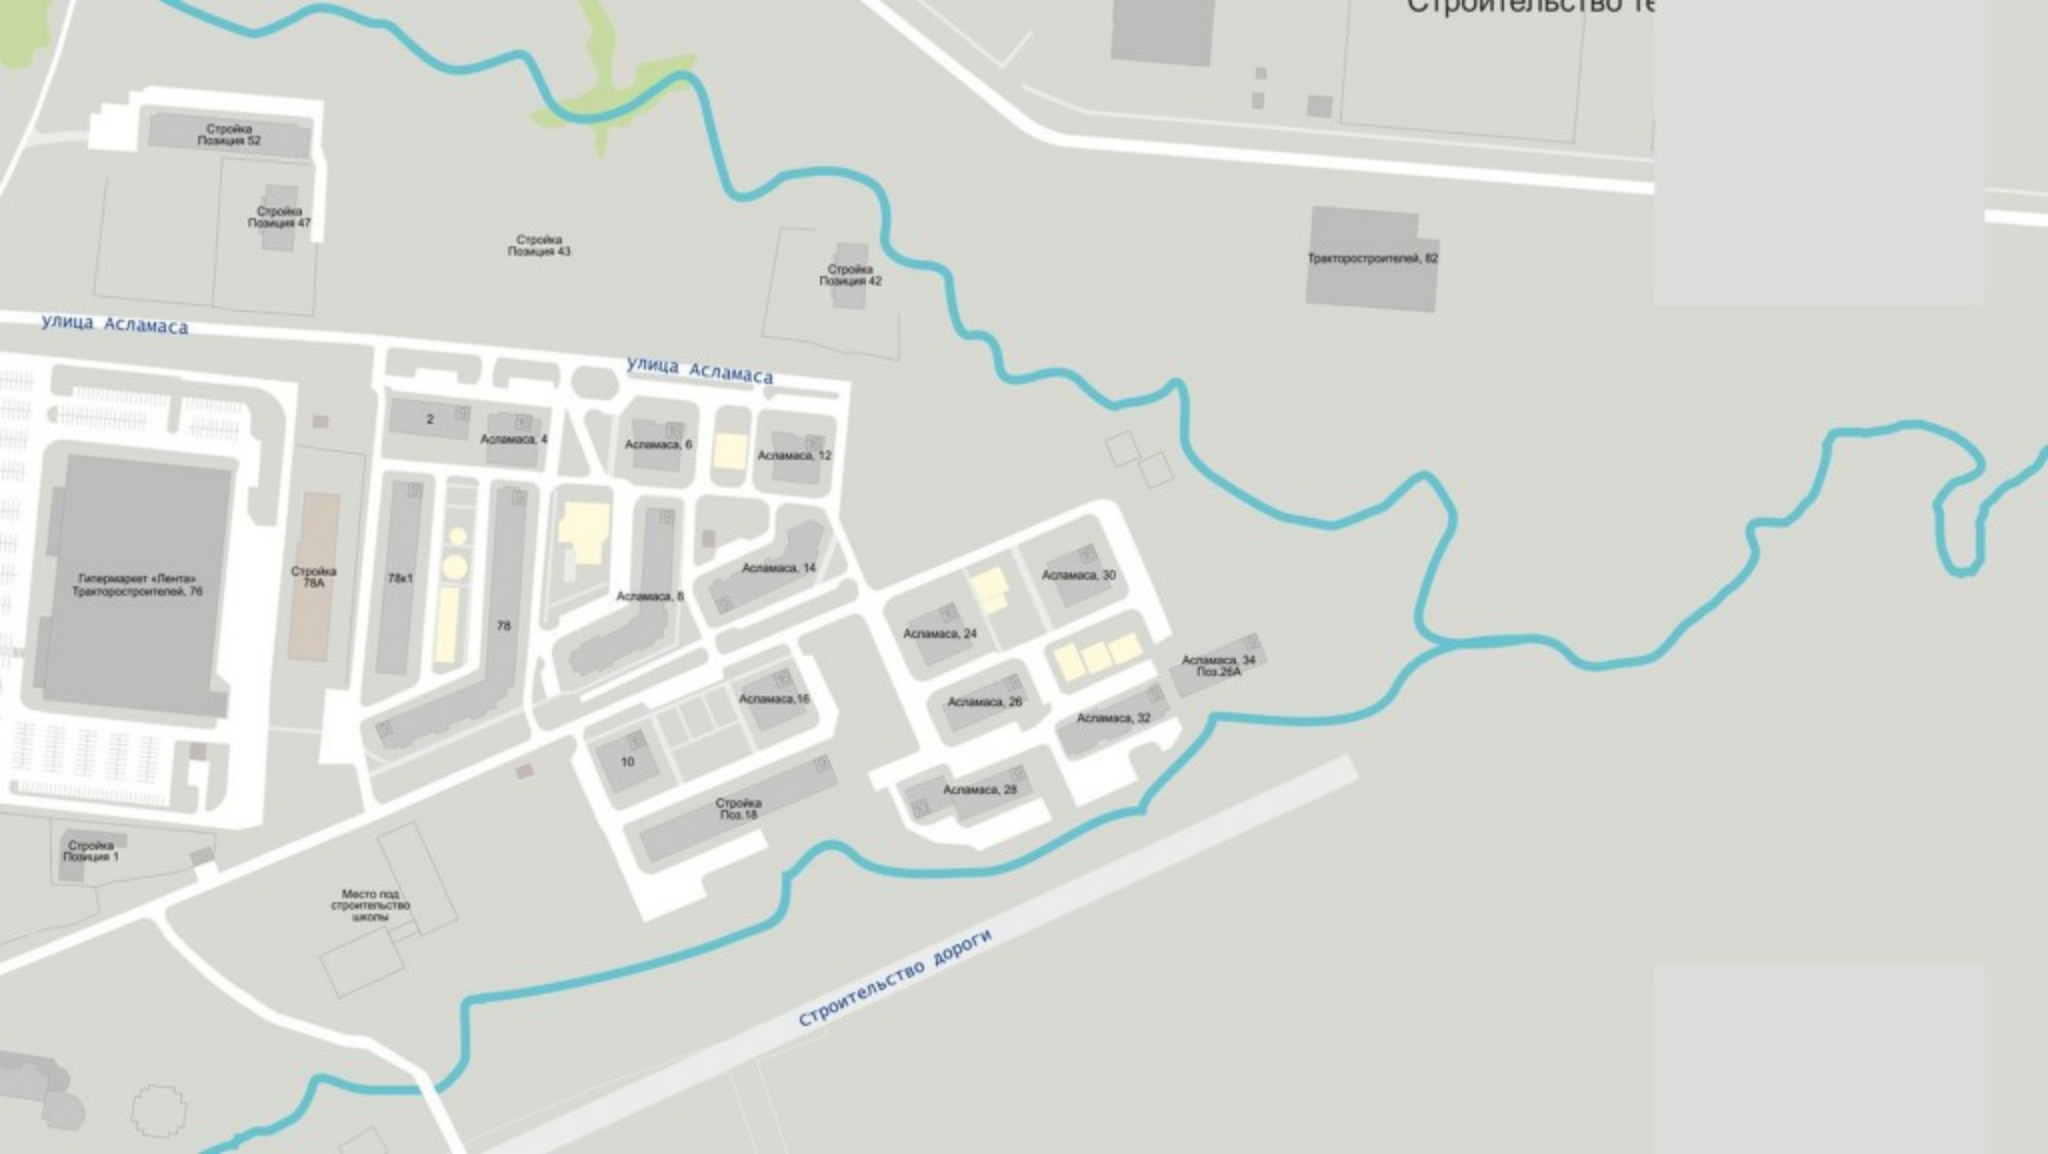 Строительство те
Стройка
Позиция 52
Стройка
Позиция 47
Стройка
Позиция 43
Стройка
Позиция 42
Тракторостроителей, 82
улица Асламаса
улица Асламаса
2
Асламаса, 4
Асламаса, 6
Асламаса, 12
Гипермаркет «Лента»
Тракторостроителей, 76
Стройка
78А
78к1
78
Асламаса, 8
Асламаса, 14
Асламаса, 30
Асламаса, 24
Асламаса, 34
Поз.26А
Асламаса,16
Асламаса, 26
Асламаса, 32
10
Асламаса, 28
Стройка
Поз.18
Стройка
Позиция 1
Место под
строительство
школы
Строительство дороги